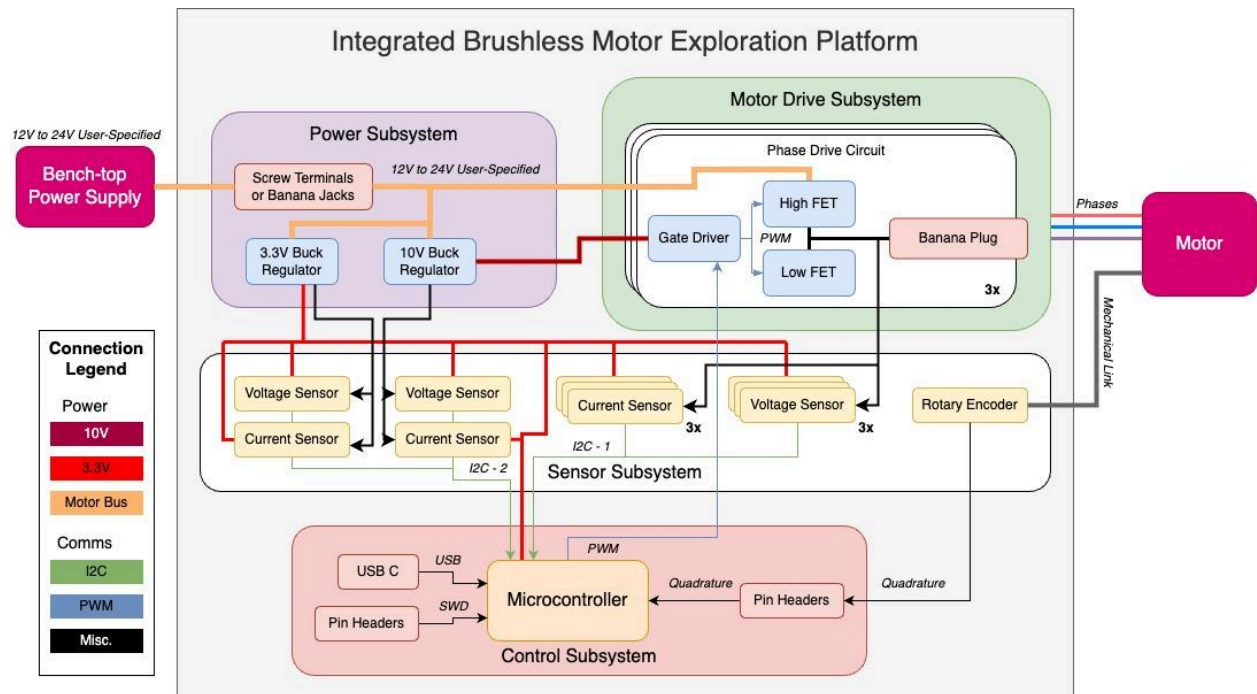 Integrated Brushless Motor Exploration Platform
12V to 24V User-Specified
Bench-top
Power Supply
Power Subsystem
Screw Terminals
or Banana Jacks
12V to 24V User-Specified
3.3V Buck
Regulator
10V Buck
Regulator
Motor Drive Subsystem
Phase Drive Circuit
High FET
Gate Driver
PWM
Low FET
Banana Plug
3x
Phases
Motor
Mechanical Link
Connection
Legend
Power
10V
3.3V
Motor Bus
Comms
I2C
PWM
Misc.
Voltage Sensor
Current Sensor
Voltage Sensor
Current Sensor
Current Sensor
3x
Voltage Sensor
3x
Rotary Encoder
I2C - 2
I2C - 1
Sensor Subsystem
USB C
USB
Pin Headers
SWD
Microcontroller
PWM
Quadrature
Pin Headers
Quadrature
Control Subsystem